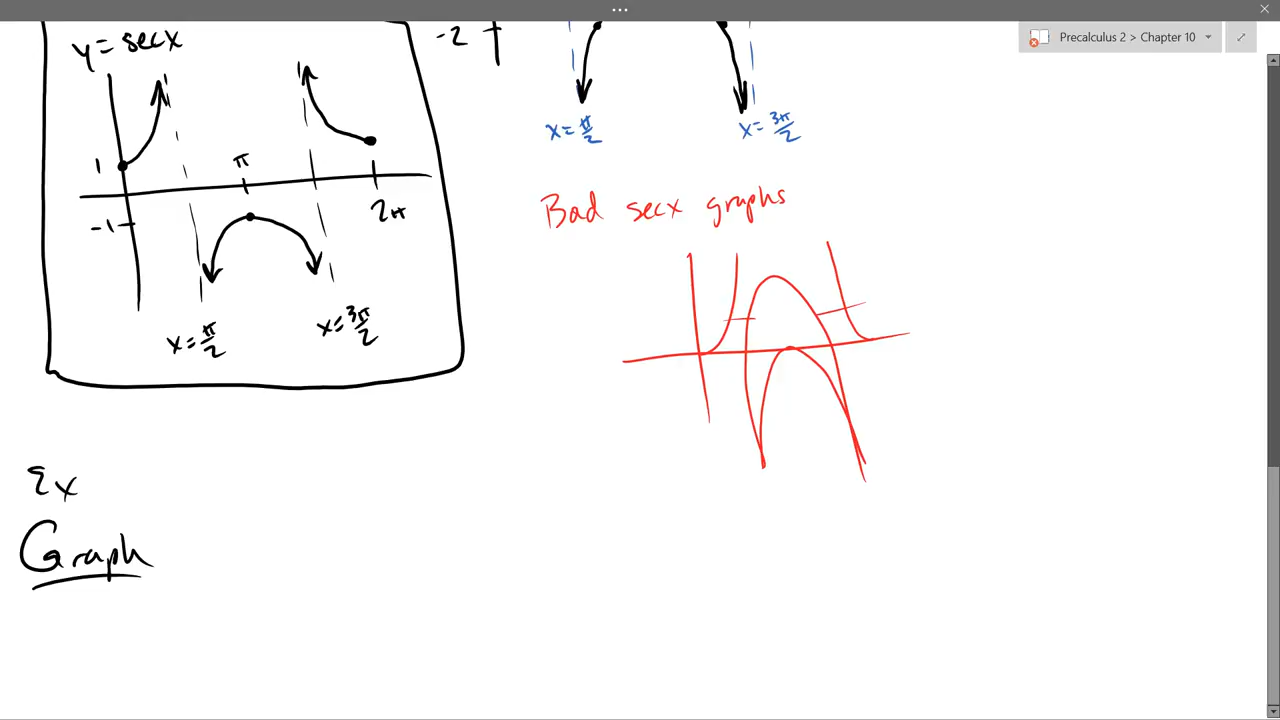 Precalculus 2 > Chapter 10
y = secx
1
-1
π
2π
x = π/2
x = 3π/2
-2
x = π/2
x = 3π/2
Bad secx graphs
Ex
Graph